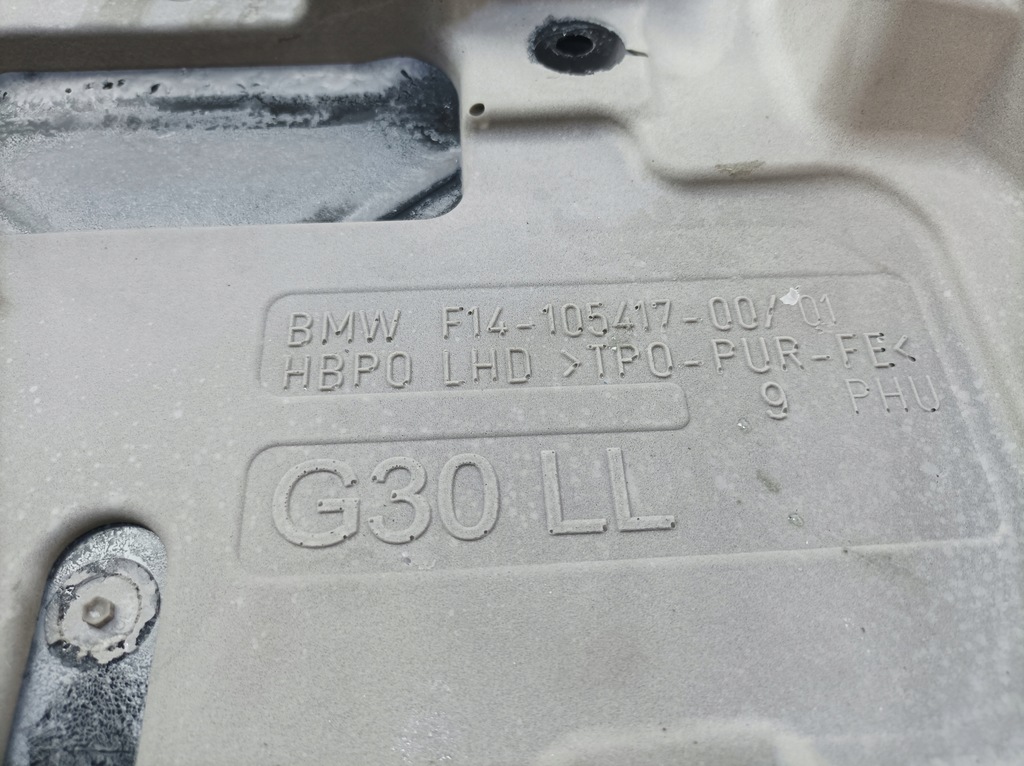 BMW F14-105417-00/01
HBPO LHD >TPO-PUR-FE<
9 PHU
G30 LL